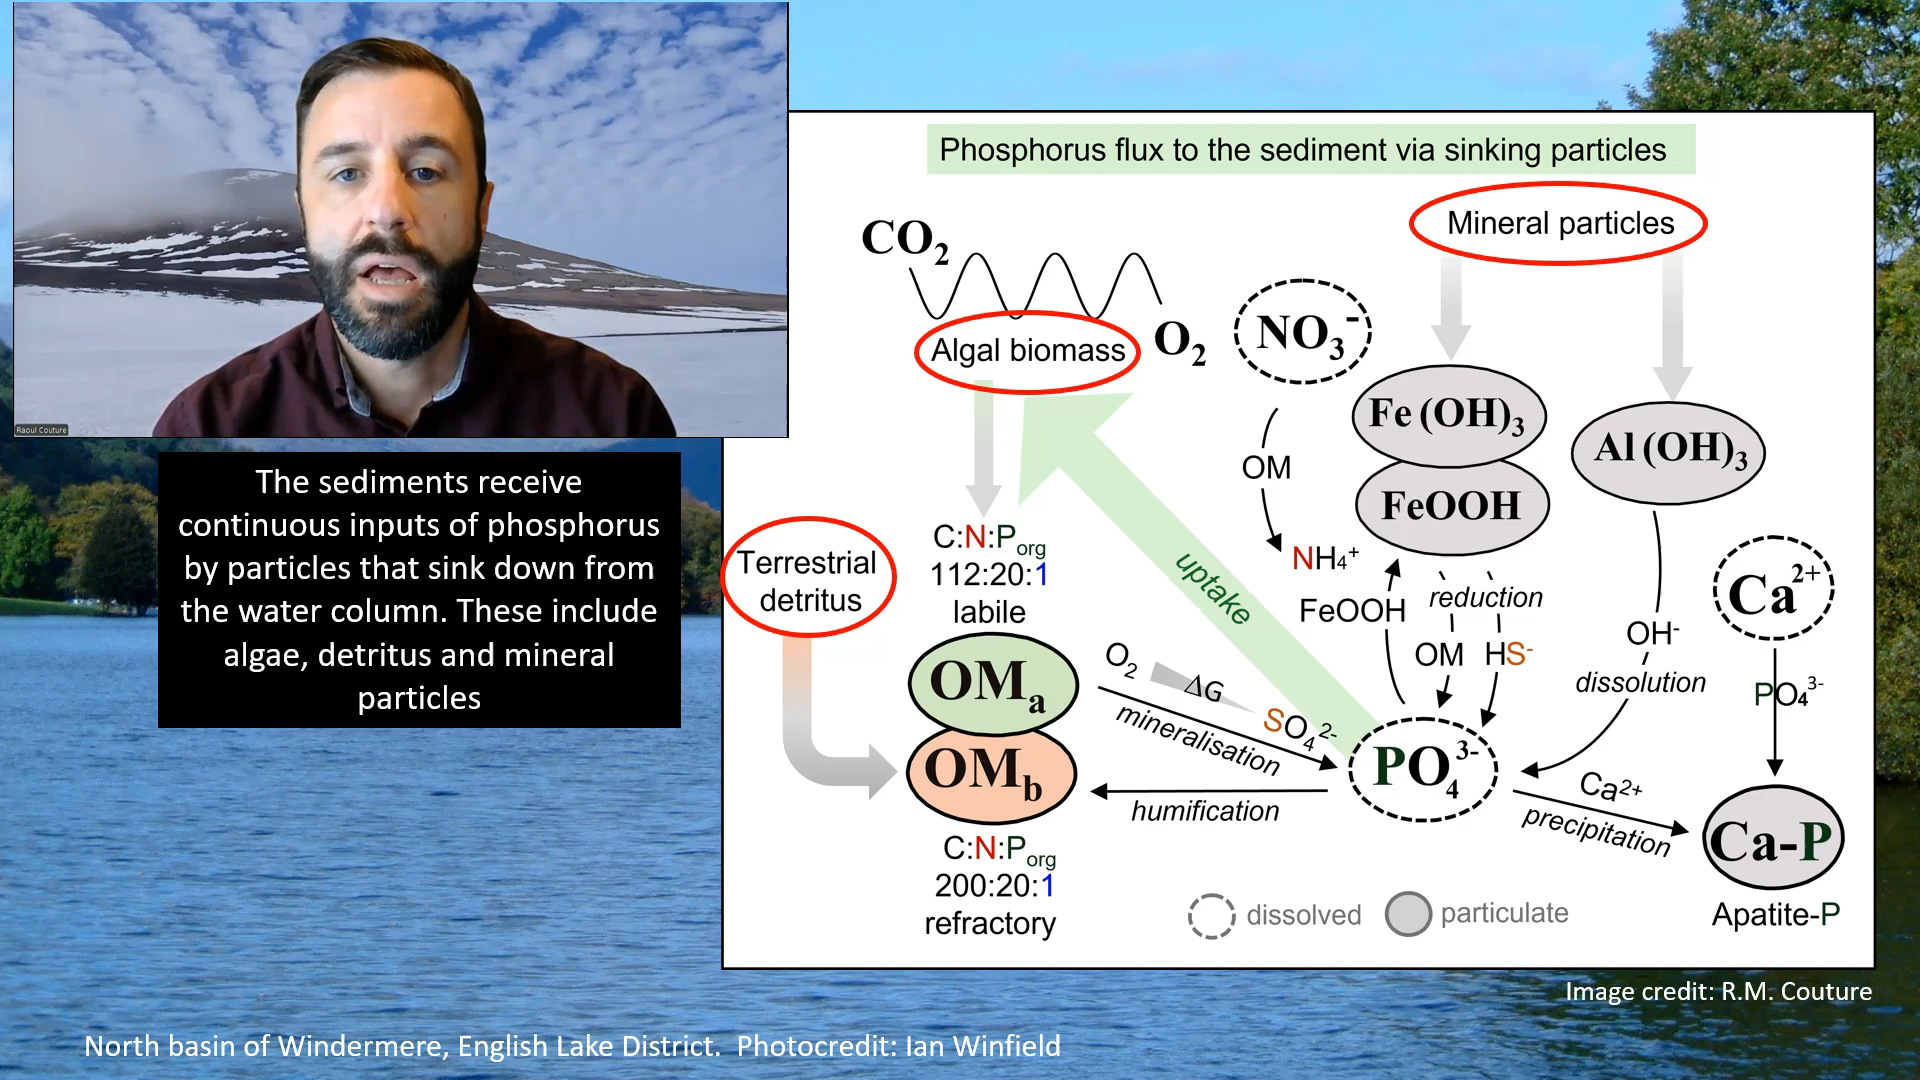 Raoul Couture
The sediments receive
continuous inputs of phosphorus
by particles that sink down from
the water column. These include
algae, detritus and mineral
particles
Phosphorus flux to the sediment via sinking particles
Mineral particles
CO2
Algal biomass
O2
NO3-
Fe(OH)3
Al(OH)3
FeOOH
OM
NH4+
C:N:Porg
112:20:1
labile
Terrestrial
detritus
uptake
FeOOH
reduction
OM HS-
Ca2+
OH-
dissolution
PO43-
OMa
O2
ΔG
SO42-
mineralisation
OMb
PO43-
humification
Ca2+
precipitation
Ca-P
Apatite-P
C:N:Porg
200:20:1
refractory
dissolved
particulate
Image credit: R.M. Couture
North basin of Windermere, English Lake District. Photocredit: Ian Winfield